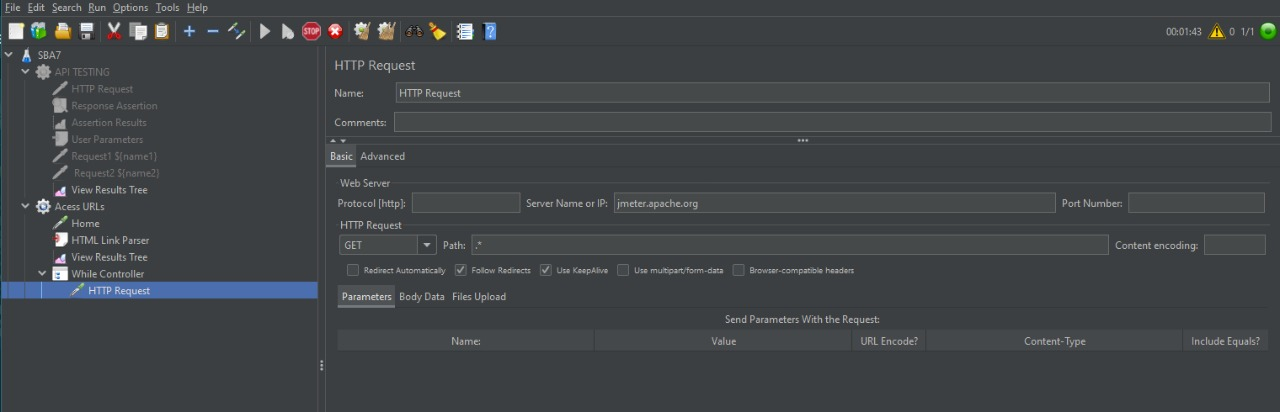 File Edit Search Run Options Tools Help
STOP 00:01:43 0 1/1
SBA7
API TESTING
HTTP Request
Response Assertion
Assertion Results
User Parameters
Request1 ${name1}
Request2 ${name2}
View Results Tree
Acess URLs
Home
HTML Link Parser
View Results Tree
While Controller
HTTP Request
HTTP Request
Name: HTTP Request
Comments:
Basic Advanced
Web Server
Protocol [http]: Server Name or IP: jmeter.apache.org Port Number:
HTTP Request
GET Path: .* Content encoding:
Redirect Automatically Follow Redirects Use KeepAlive Use multipart/form-data Browser-compatible headers
Parameters Body Data Files Upload
Send Parameters With the Request:
Name: Value URL Encode? Content-Type Include Equals?